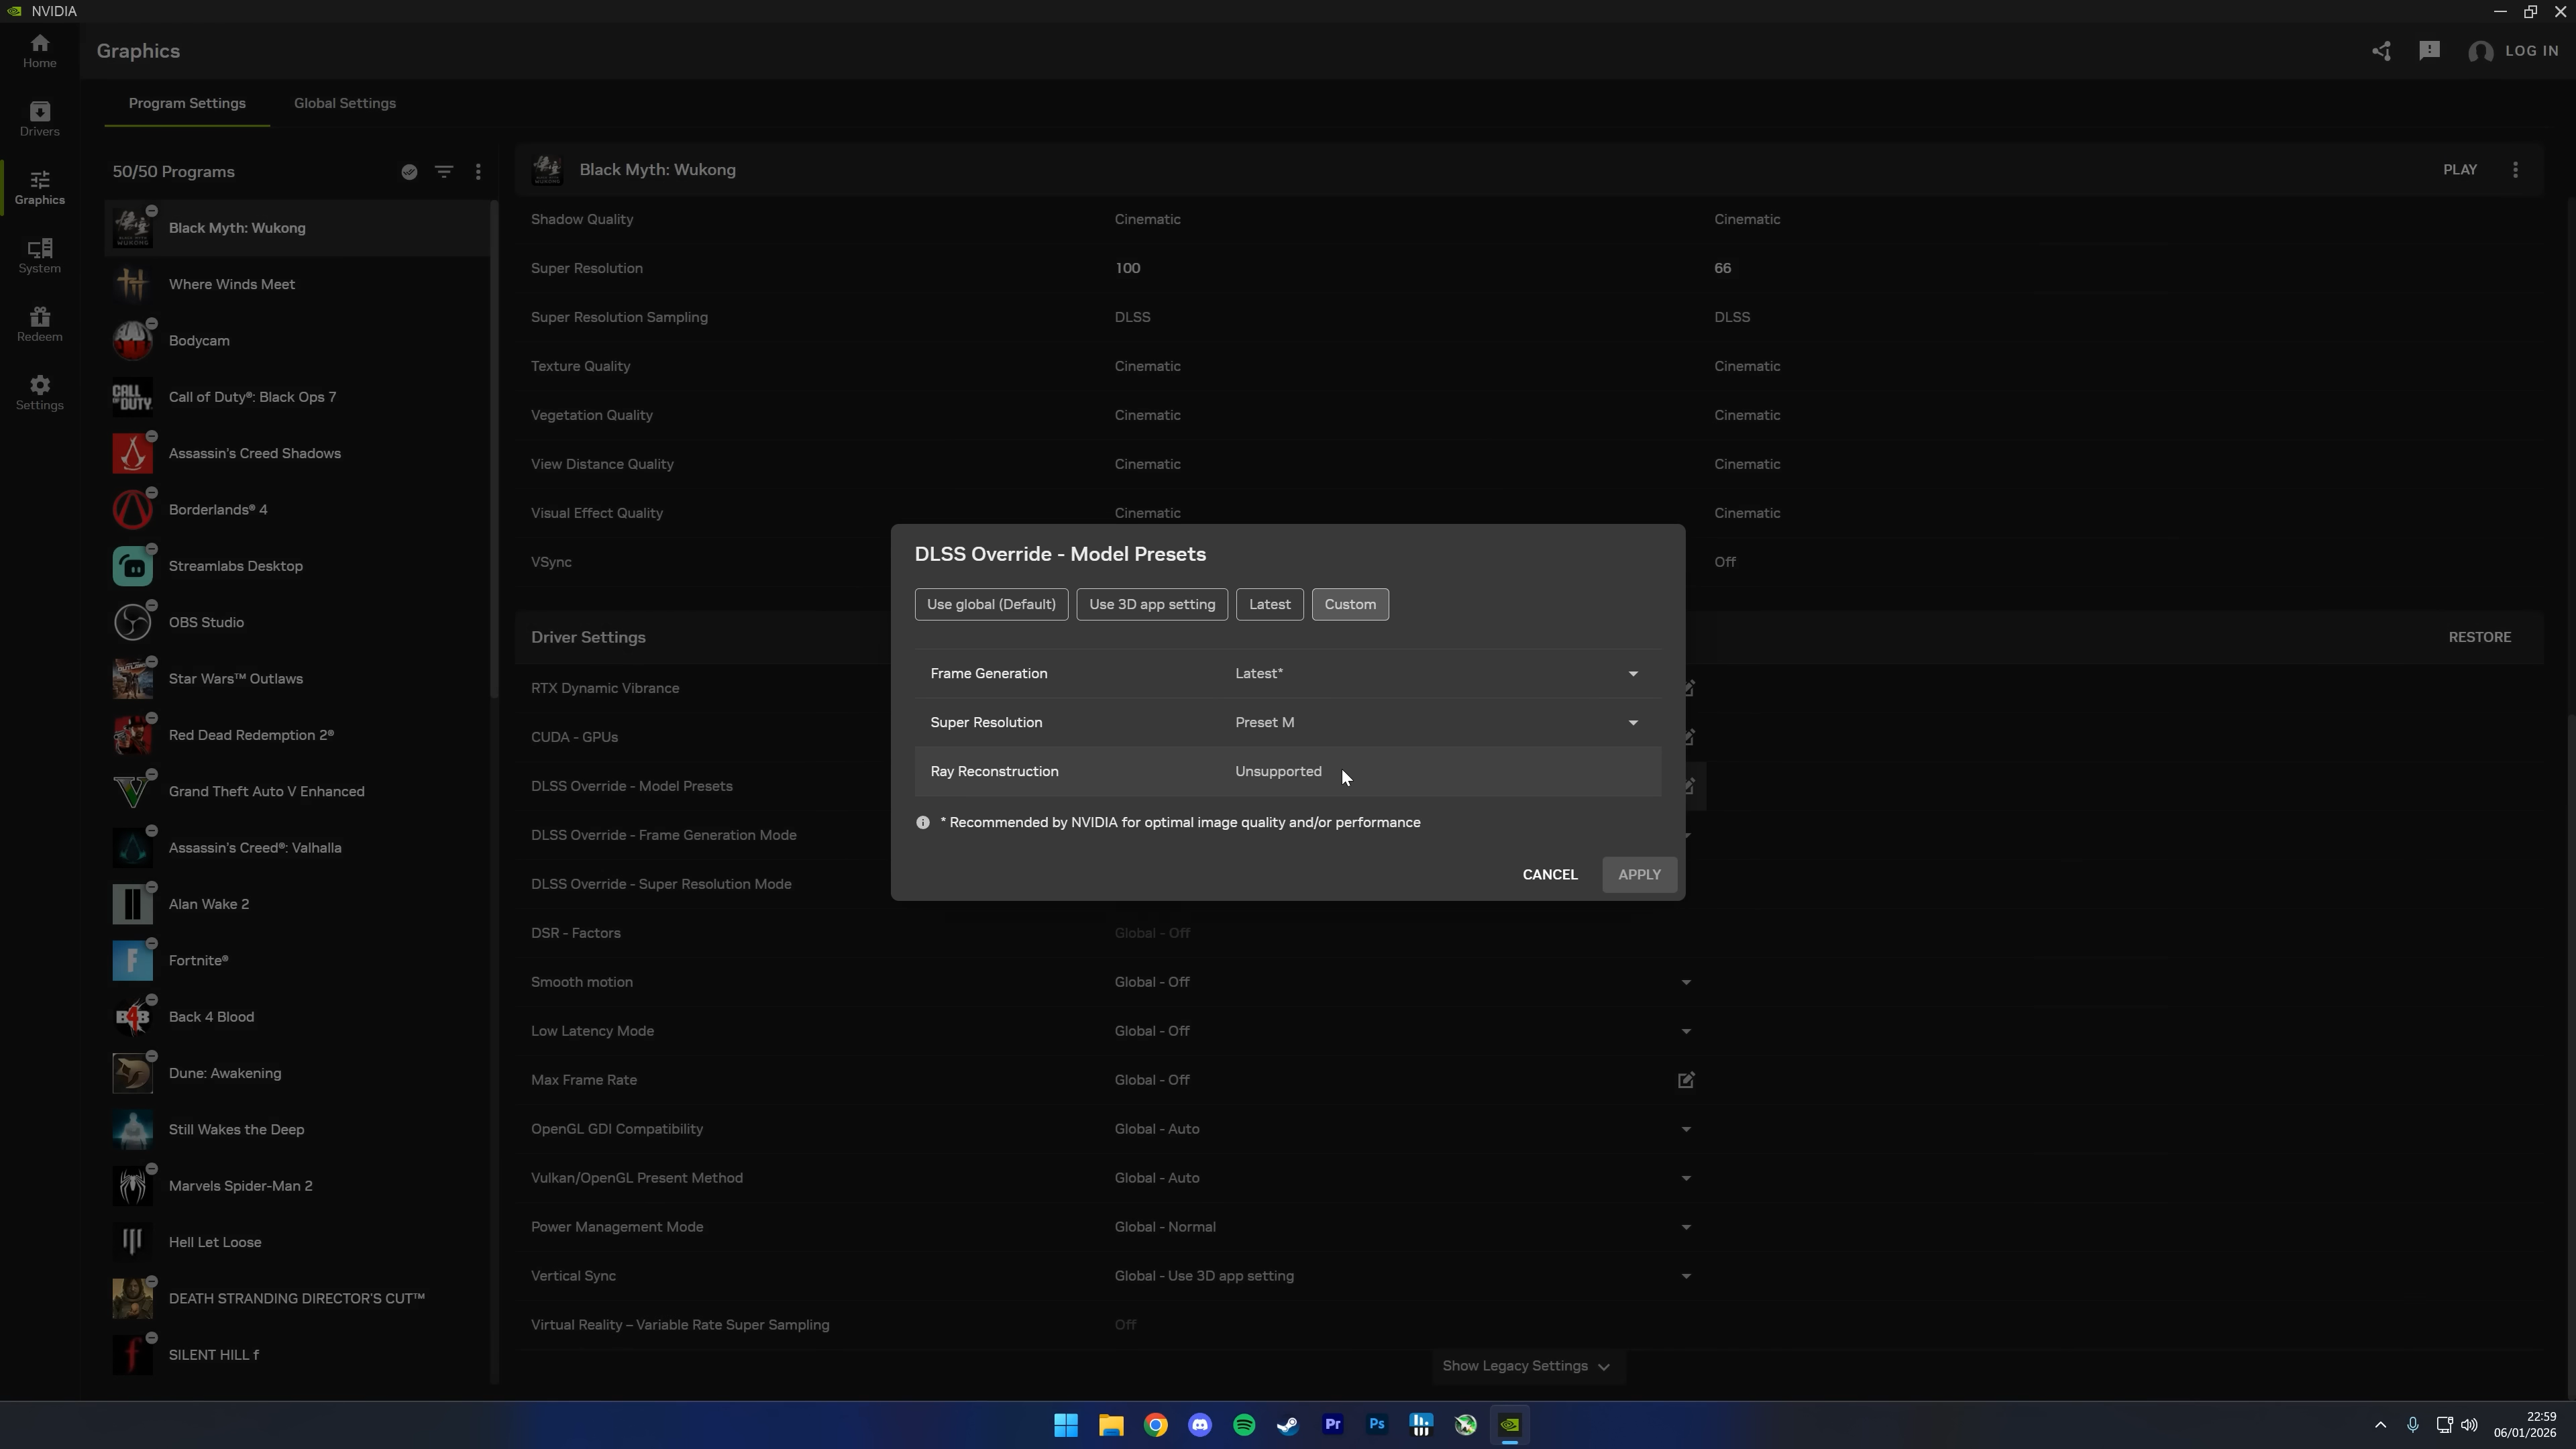 NVIDIA
Home
Drivers
Graphics
System
Redeem
Settings
Graphics
LOG IN
Program Settings
Global Settings
50/50 Programs
Black Myth: Wukong
Where Winds Meet
Bodycam
Call of Duty®: Black Ops 7
Assassin's Creed Shadows
Borderlands® 4
Streamlabs Desktop
OBS Studio
Star Wars™ Outlaws
Red Dead Redemption 2®
Grand Theft Auto V Enhanced
Assassin's Creed®: Valhalla
Alan Wake 2
Fortnite®
Back 4 Blood
Dune: Awakening
Still Wakes the Deep
Marvels Spider-Man 2
Hell Let Loose
DEATH STRANDING DIRECTOR'S CUT™
SILENT HILL f
Black Myth: Wukong
PLAY
Shadow Quality Cinematic Cinematic
Super Resolution 100 66
Super Resolution Sampling DLSS DLSS
Texture Quality Cinematic Cinematic
Vegetation Quality Cinematic Cinematic
View Distance Quality Cinematic Cinematic
Visual Effect Quality Cinematic Cinematic
VSync Off
Driver Settings
RESTORE
RTX Dynamic Vibrance
CUDA - GPUs
DLSS Override - Model Presets
DLSS Override - Frame Generation Mode
DLSS Override - Super Resolution Mode
DSR - Factors Global - Off
Smooth motion Global - Off
Low Latency Mode Global - Off
Max Frame Rate Global - Off
OpenGL GDI Compatibility Global - Auto
Vulkan/OpenGL Present Method Global - Auto
Power Management Mode Global - Normal
Vertical Sync Global - Use 3D app setting
Virtual Reality – Variable Rate Super Sampling Off
Show Legacy Settings
DLSS Override - Model Presets
Use global (Default) Use 3D app setting Latest Custom
Frame Generation Latest*
Super Resolution Preset M
Ray Reconstruction Unsupported
* Recommended by NVIDIA for optimal image quality and/or performance
CANCEL APPLY
Pr
Ps
22:59
06/01/2026